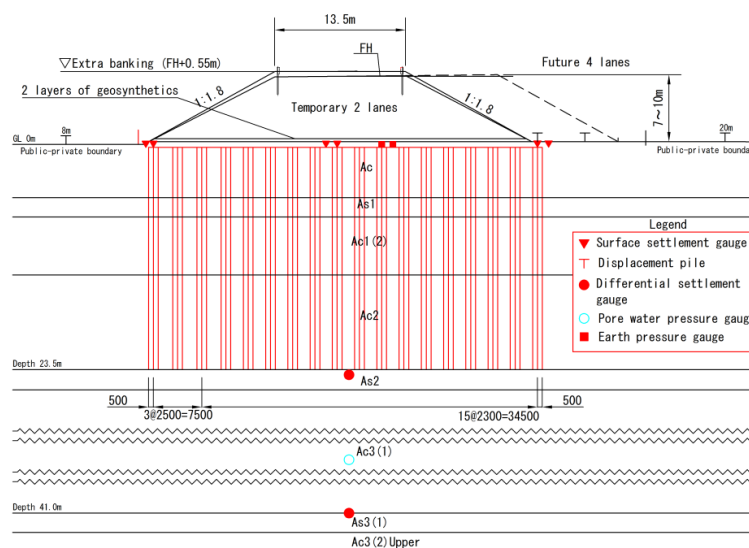 13.5m
FH
▽Extra banking (FH+0.55m)
Future 4 lanes
1:1.8
1:1.8
2 layers of geosynthetics
Temporary 2 lanes
7~10m
GL 0m
8m
20m
Public-private boundary
Public-private bounda
Ac
As1
Ac1(2)
Legend
Surface settlement gauge
Displacement pile
Differential settlement
gauge
Pore water pressure gaug
Earth pressure gauge
Ac2
Depth 23.5m
As2
500
500
3@2500=7500
15@2300=34500
Ac3(1)
Depth 41.0m
As3(1)
Ac3(2)Upper